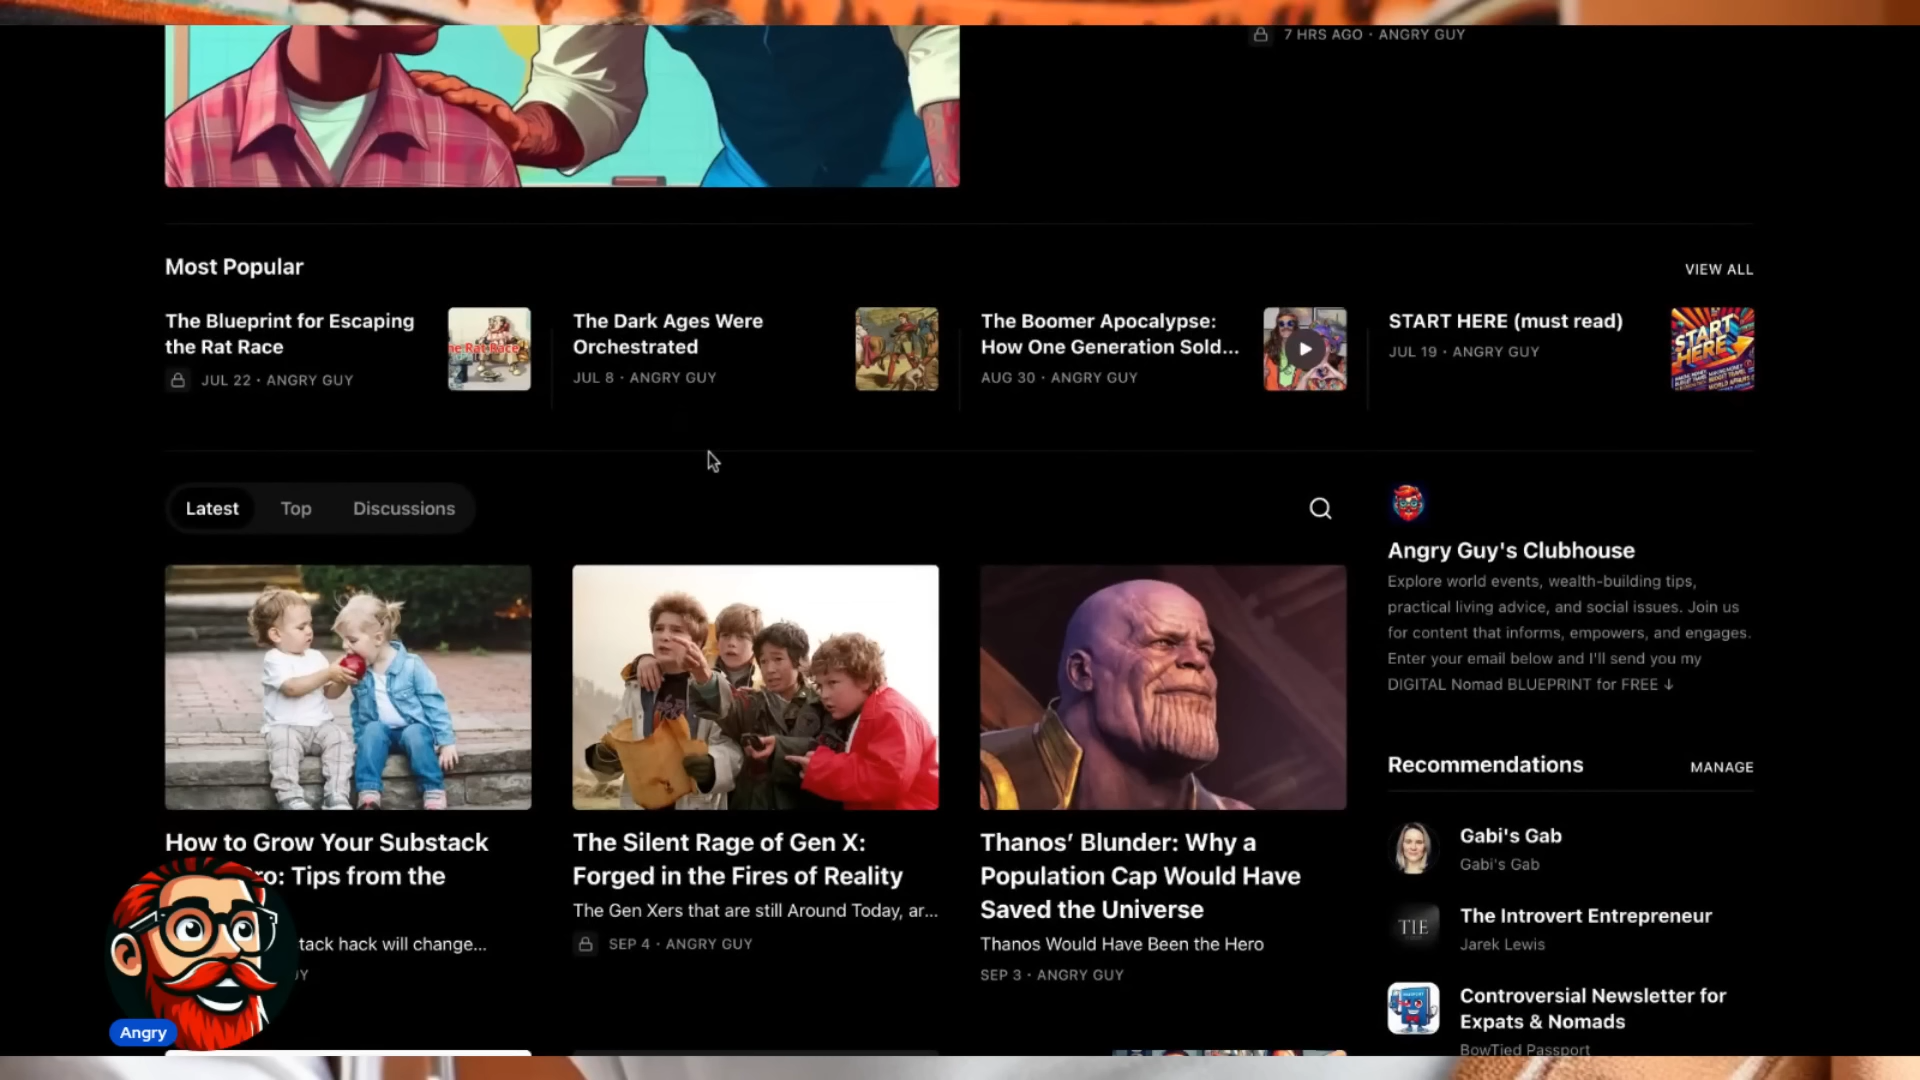 7 HRS AGO · ANGRY GUY
Most Popular
VIEW ALL
The Blueprint for Escaping
the Rat Race
JUL 22 · ANGRY GUY
he Rat Race
The Dark Ages Were
Orchestrated
JUL 8 · ANGRY GUY
The Boomer Apocalypse:
How One Generation Sold...
AUG 30 · ANGRY GUY
START HERE (must read)
JUL 19 · ANGRY GUY
START
HERE
Latest
Top
Discussions
Angry Guy's Clubhouse
Explore world events, wealth-building tips,
practical living advice, and social issues. Join us
for content that informs, empowers, and engages.
Enter your email below and I'll send you my
DIGITAL Nomad BLUEPRINT for FREE ↓
Recommendations
MANAGE
Gabi's Gab
Gabi's Gab
TIE
The Introvert Entrepreneur
Jarek Lewis
Controversial Newsletter for
Expats & Nomads
BowTied Passport
How to Grow Your Substack
ro: Tips from the
tack hack will change...
The Silent Rage of Gen X:
Forged in the Fires of Reality
The Gen Xers that are still Around Today, ar...
SEP 4 · ANGRY GUY
Thanos' Blunder: Why a
Population Cap Would Have
Saved the Universe
Thanos Would Have Been the Hero
SEP 3 · ANGRY GUY
Angry